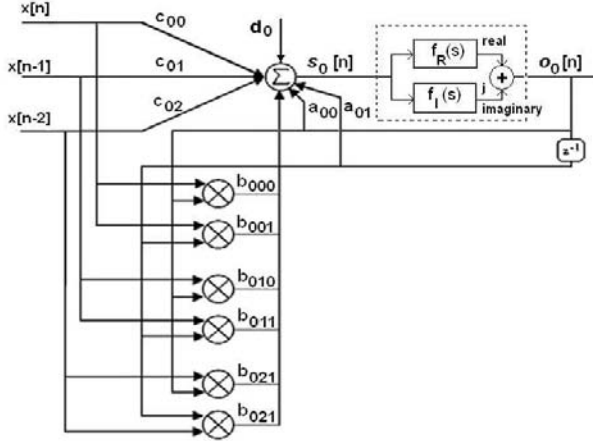 x[n]
c00
d0
s0 [n]
fR(s)
real
o0[n]
x[n-1]
c01
Σ
+
fI(s)
j
imaginary
x[n-2]
c02
a00
a01
z-1
b000
b001
b010
b011
b021
b021